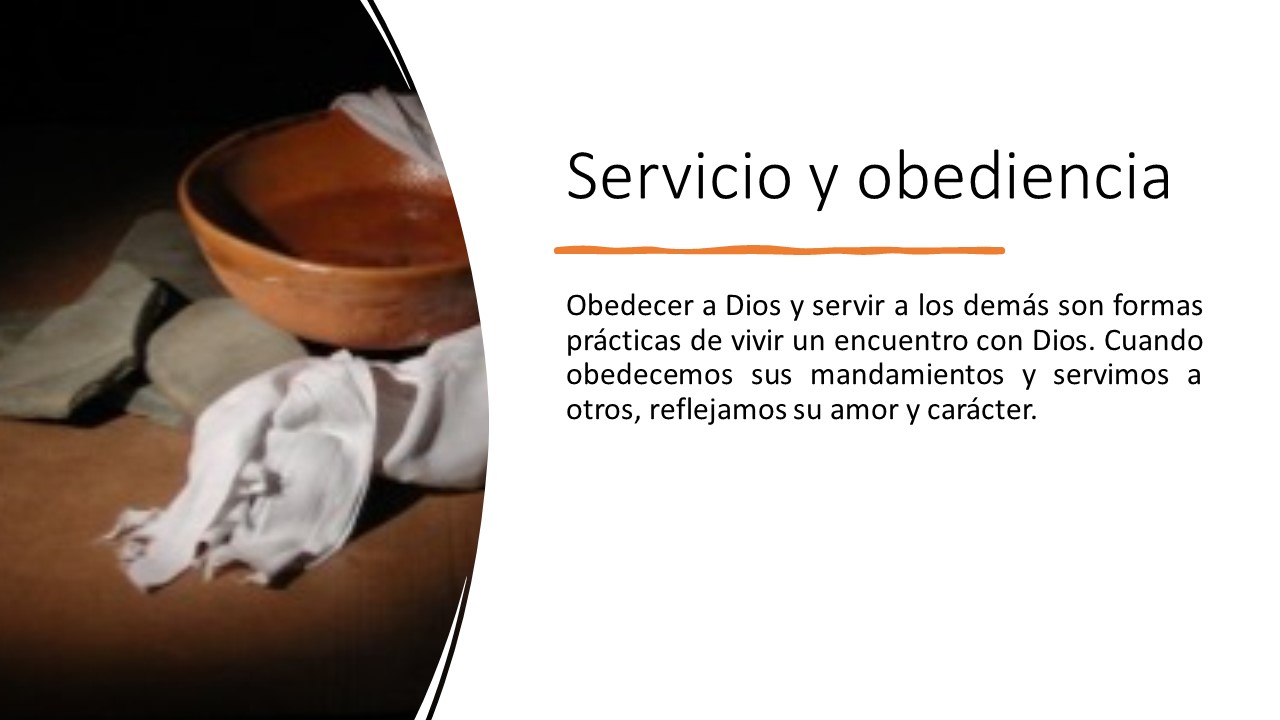 Servicio y obediencia
Obedecer a Dios y servir a los demás son formas
prácticas de vivir un encuentro con Dios. Cuando
obedecemos sus mandamientos y servimos a
otros, reflejamos su amor y carácter.